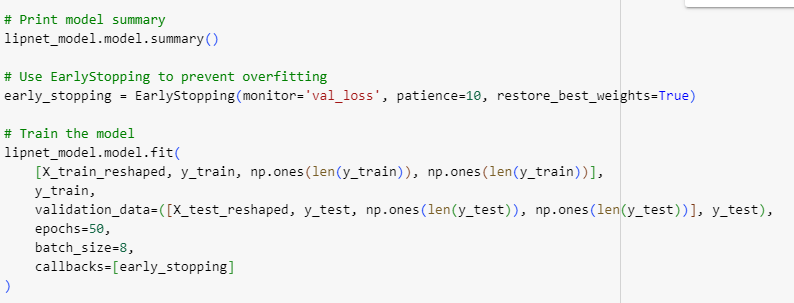 # Print model summary
lipnet_model.model.summary()
# Use EarlyStopping to prevent overfitting
early_stopping = EarlyStopping(monitor='val_loss', patience=10, restore_best_weights=True)
# Train the model
lipnet_model.model.fit(
    [X_train_reshaped, y_train, np.ones(len(y_train)), np.ones(len(y_train))],
    y_train,
    validation_data=([X_test_reshaped, y_test, np.ones(len(y_test)), np.ones(len(y_test))], y_test),
    epochs=50,
    batch_size=8,
    callbacks=[early_stopping]
)